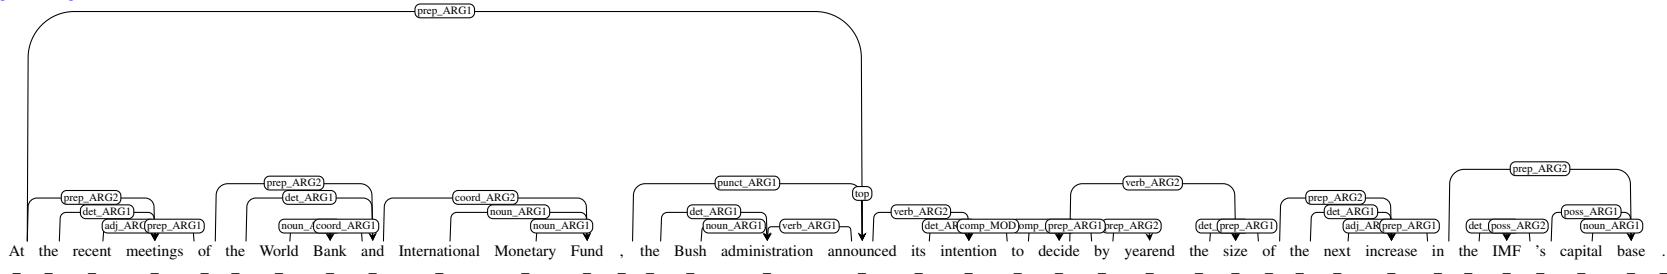 prep_ARG1
prep_ARG2
prep_ARG2 prep_ARG2 punct_ARG1 verb_ARG2
top
prep_ARG2 det_ARG1 coord_ARG2 prep_ARG2
det_ARG1 noun_ARG1 det_ARG1 verb_ARG2 det_ARG1 poss_ARG1
prep_ARG1 coord_ARG1 noun_ARG1 noun_ARG1 verb_ARG1 comp_MOD prep_ARG1 prep_ARG2 prep_ARG1 prep_ARG1 poss_ARG2 noun_ARG1
At the recent meetings of the World Bank and International Monetary Fund , the Bush administration announced its intention to decide by yearend the size of the next increase in the IMF 's capital base .